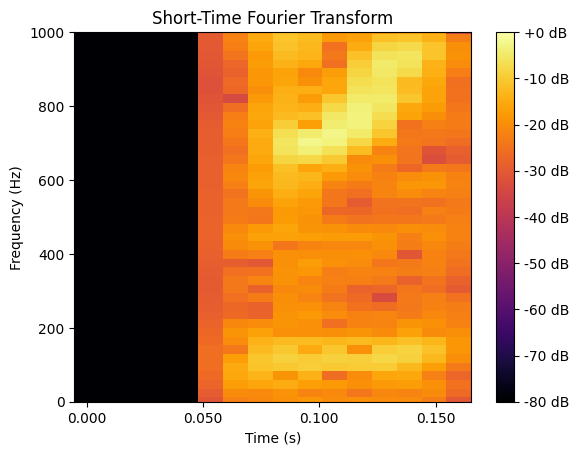 Short-Time Fourier Transform
1000
800
600
400
200
0
Frequency (Hz)
0.000
0.050
0.100
0.150
Time (s)
+0 dB
-10 dB
-20 dB
-30 dB
-40 dB
-50 dB
-60 dB
-70 dB
-80 dB